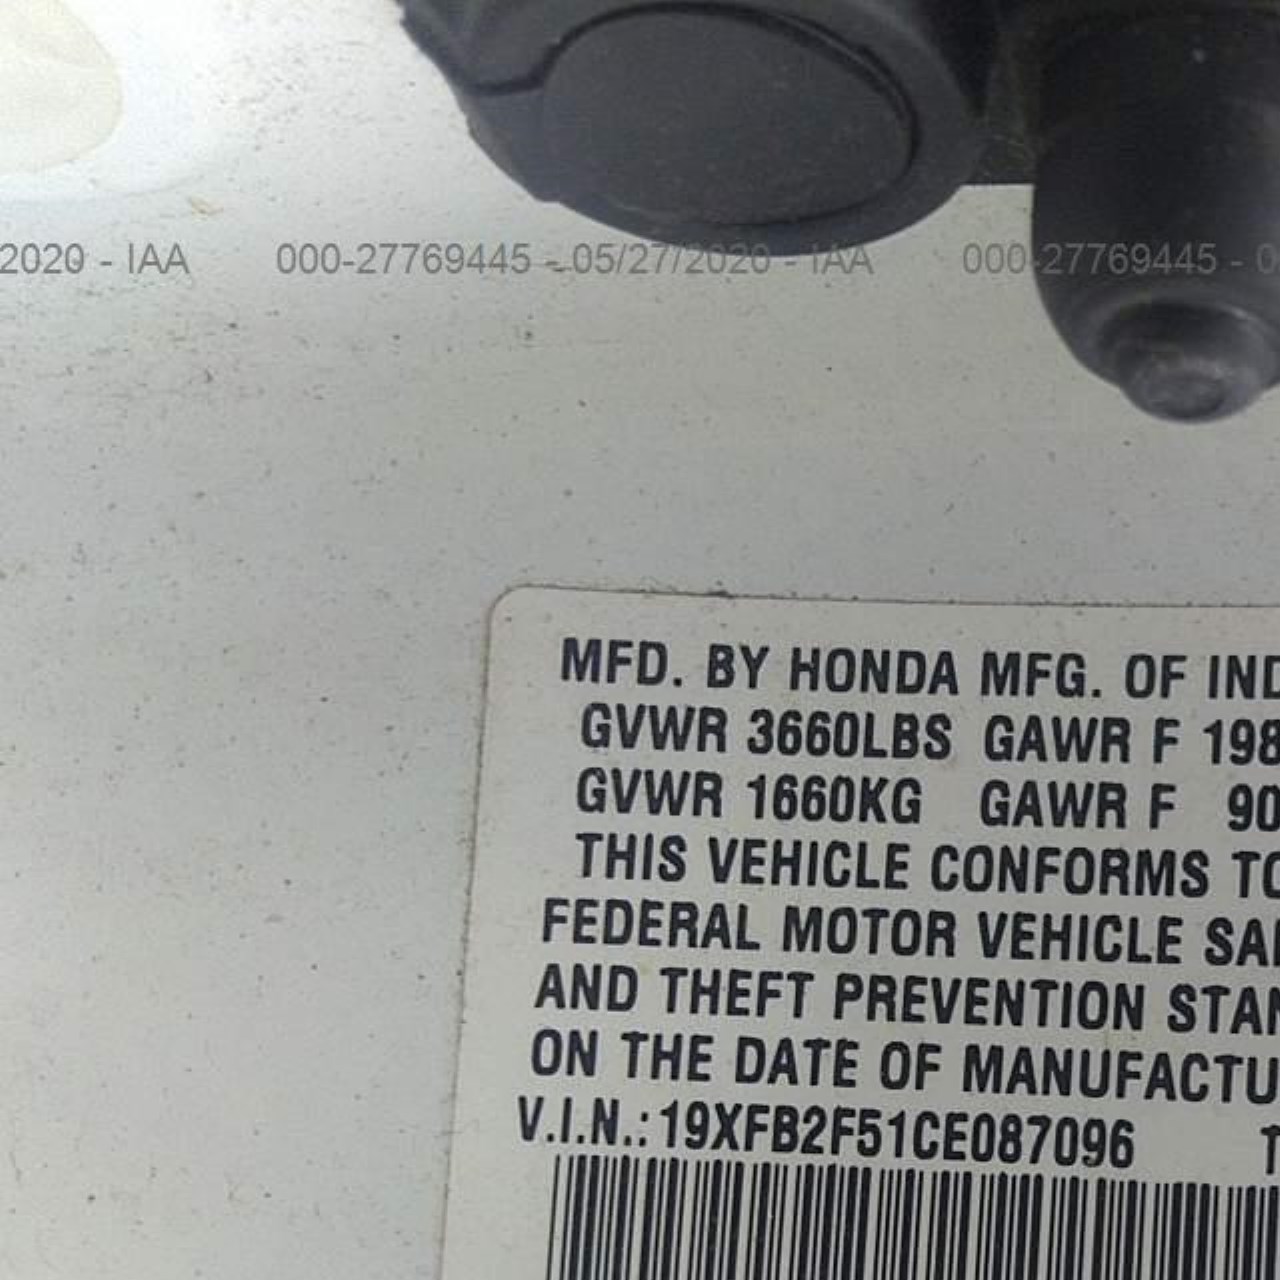 2020 - IAA 000-27769445 - 05/27/2020 - IAA 000-27769445 - 0
MFD. BY HONDA MFG. OF IND
GVWR 3660LBS GAWR F 198
GVWR 1660KG GAWR F 90
THIS VEHICLE CONFORMS TO
FEDERAL MOTOR VEHICLE SA
AND THEFT PREVENTION STAN
ON THE DATE OF MANUFACTU
V.I.N.: 19XFB2F51CE087096 T